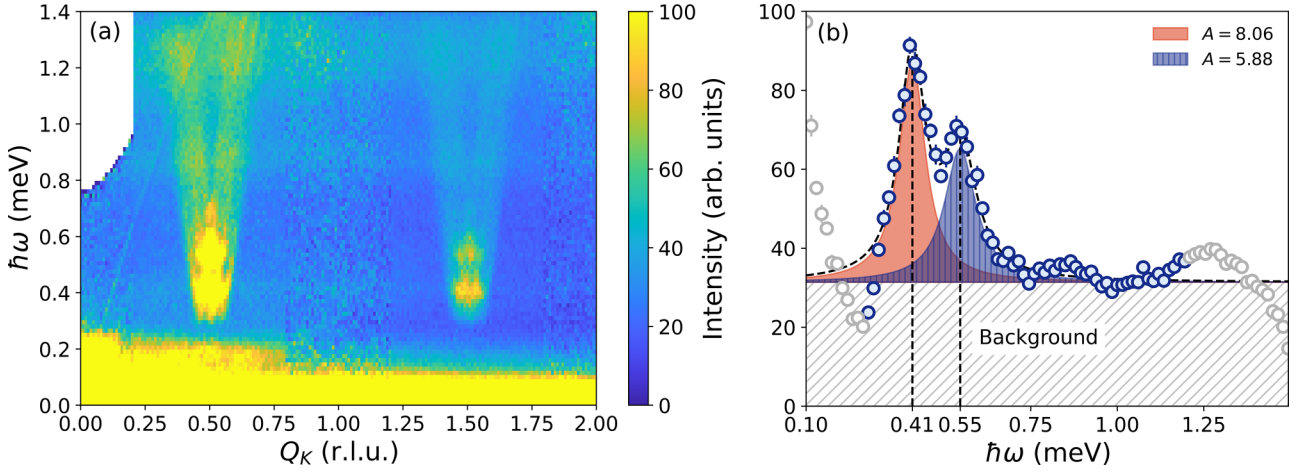 (a)
ħω (meV)
1.4
1.2
1.0
0.8
0.6
0.4
0.2
0.0
0.00 0.25 0.50 0.75 1.00 1.25 1.50 1.75 2.00
Q_K (r.l.u.)
100
80
60
40
20
0
Intensity (arb. units)
(b)
A = 8.06
A = 5.88
Background
100
80
60
40
20
0
0.10 0.41 0.55 0.75 1.00 1.25
ħω (meV)